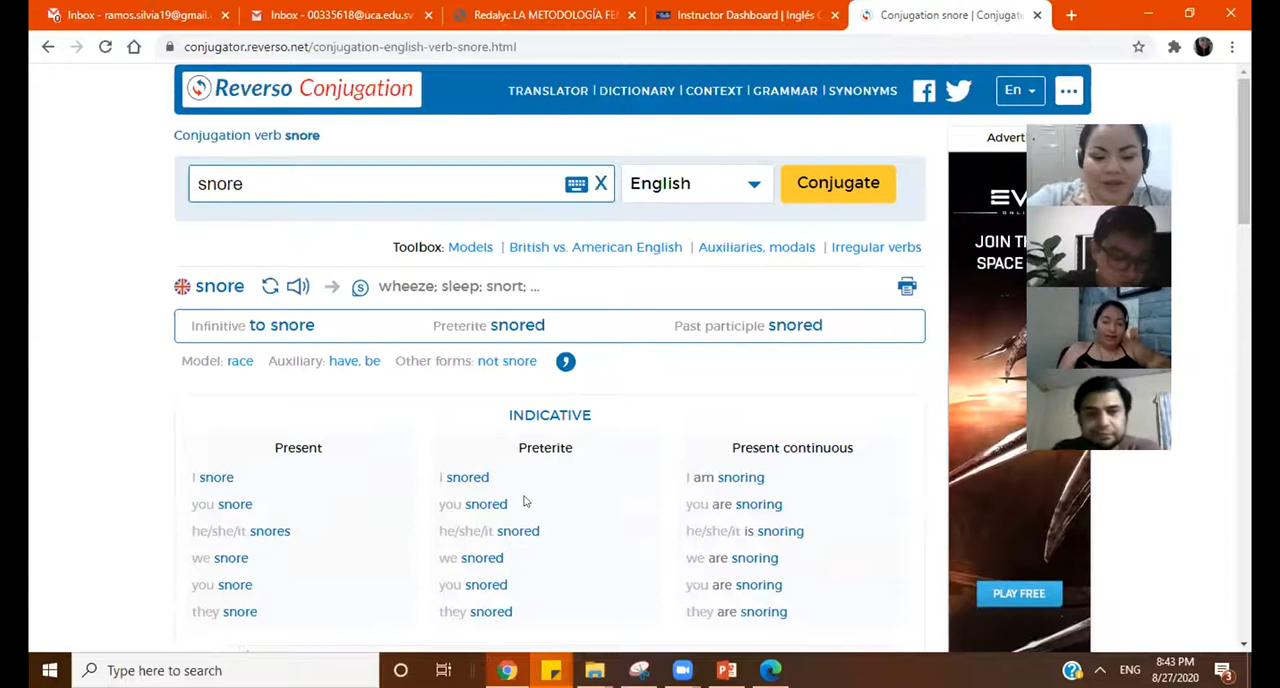 Inbox - ramos.silvia19@gmail.
Inbox - 00335618@uca.edu.sv
Redalyc.LA METODOLOGÍA FE
Instructor Dashboard | Inglés
Conjugation snore | Conjugat
conjugator.reverso.net/conjugation-english-verb-snore.html
Reverso Conjugation
TRANSLATOR | DICTIONARY | CONTEXT | GRAMMAR | SYNONYMS
En
Conjugation verb snore
Advert
snore
X
English
Conjugate
EV
ONLIN
JOIN TH
SPACE
Toolbox: Models | British vs. American English | Auxiliaries, modals | Irregular verbs
snore
wheeze; sleep; snort; ...
Infinitive to snore Preterite snored Past participle snored
Model: race Auxiliary: have, be Other forms: not snore
INDICATIVE
Present
I snore
you snore
he/she/it snores
we snore
you snore
they snore
Preterite
I snored
you snored
he/she/it snored
we snored
you snored
they snored
Present continuous
I am snoring
you are snoring
he/she/it is snoring
we are snoring
you are snoring
they are snoring
PLAY FREE
Type here to search
ENG
8:43 PM
8/27/2020
3